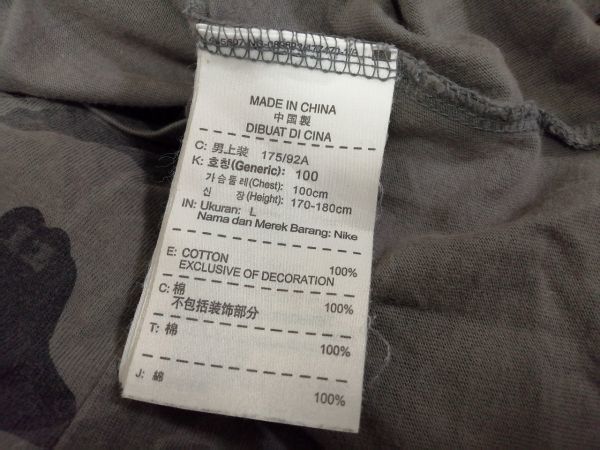 MADE IN CHINA
中国製
DIBUAT DI CINA
C: 男上装 175/92A
K: 호칭(Generic): 100
가슴둘레(Chest): 100cm
신 장(Height): 170-180cm
IN: Ukuran: L
Nama dan Merek Barang: Nike
E: COTTON 100%
EXCLUSIVE OF DECORATION
C: 棉 100%
不包括装饰部分
T: 棉 100%
J: 綿 100%